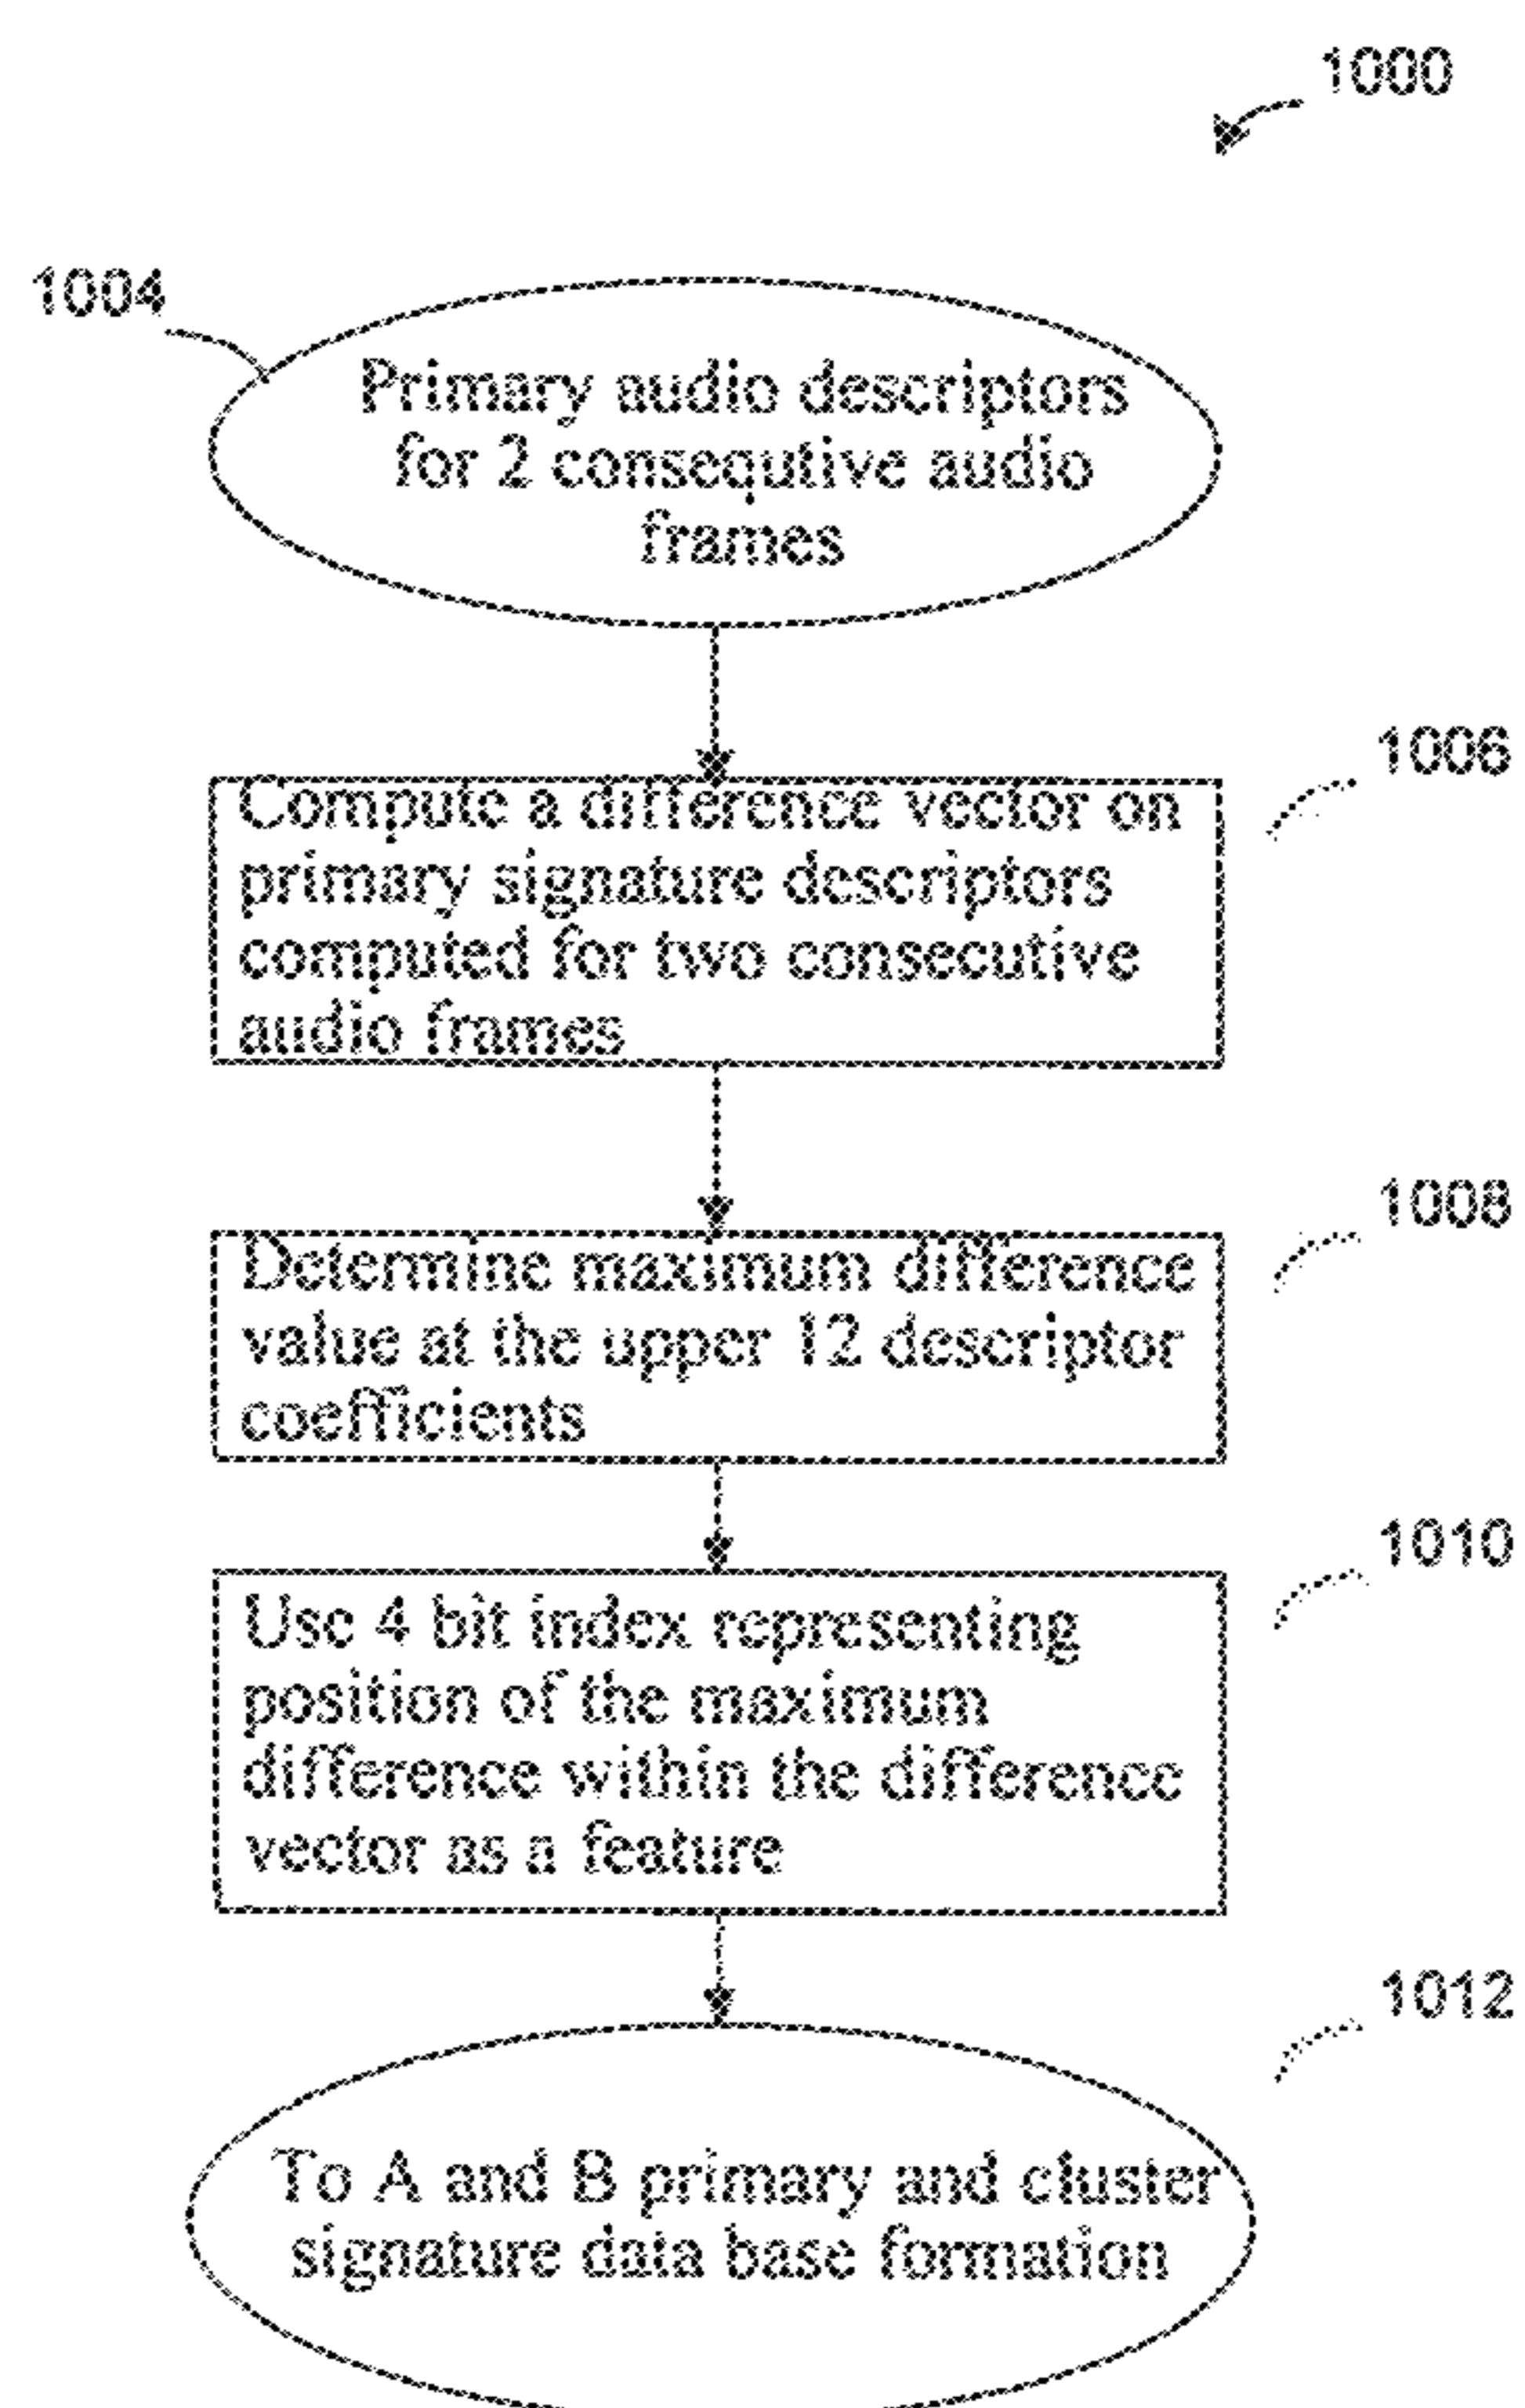 1000
1004
Primary audio descriptors
for 2 consequtive audio
frames
1006
Compute a difference vector on
primary signature descriptors
computed for two consecutive
audio frames
1008
Determine maximum difference
value at the upper 12 descriptor
coefficients
1010
Use 4 bit index representing
position of the maximum
difference within the difference
vector as a feature
1012
To A and B primary and cluster
signature data base formation